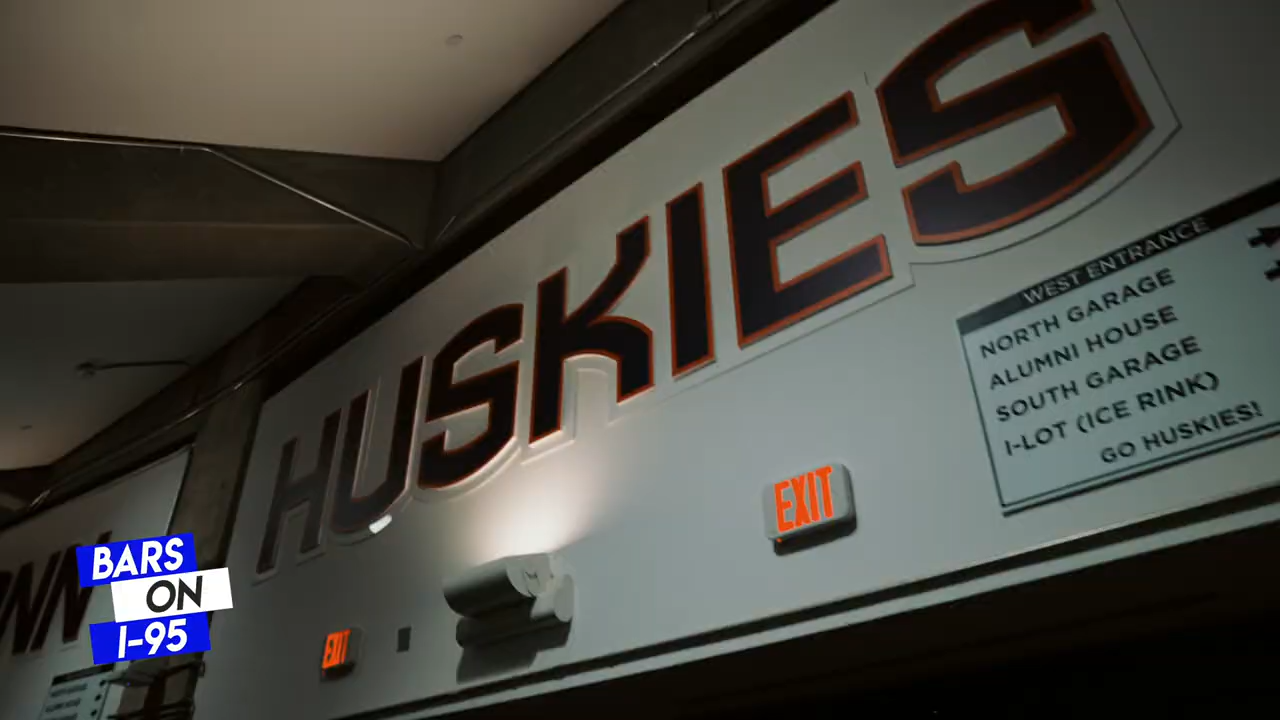 HUSKIES
WEST ENTRANCE
NORTH GARAGE
ALUMNI HOUSE
SOUTH GARAGE
I-LOT (ICE RINK)
GO HUSKIES!
EXIT
EXIT
NN
BARS
ON
I-95